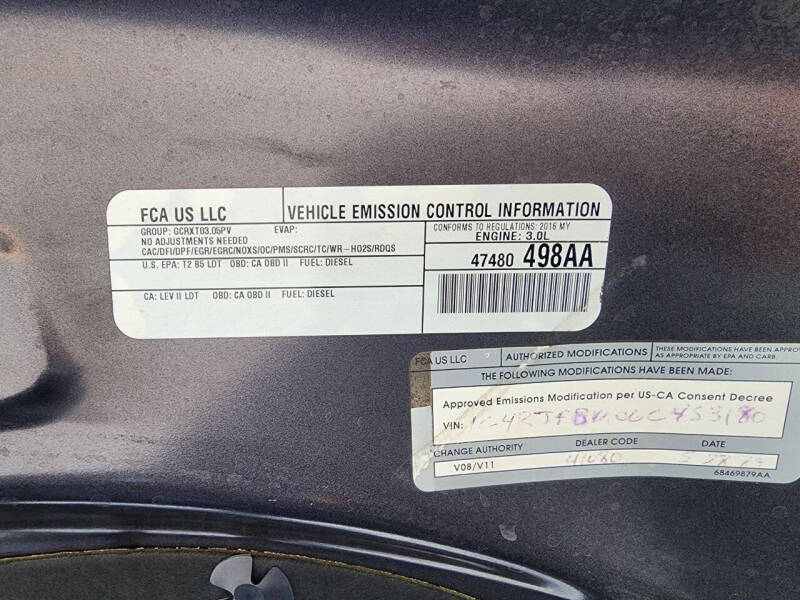 FCA US LLC
VEHICLE EMISSION CONTROL INFORMATION
GROUP: GCRXT03.05PV EVAP:
NO ADJUSTMENTS NEEDED
CAC/DFI/DPF/EGR/EGRC/NOXS/OC/PMS/SCRC/TC/WR-HO2S/RDQS
CONFORMS TO REGULATIONS: 2016 MY
ENGINE: 3.0L
U.S. EPA: T2 B5 LDT OBD: CA OBD II FUEL: DIESEL
47480 498AA
CA: LEV II LDT OBD: CA OBD II FUEL: DIESEL
FCA US LLC
AUTHORIZED MODIFICATIONS
THESE MODIFICATIONS HAVE BEEN APPROV
AS APPROPRIATE BY EPA AND CARB.
THE FOLLOWING MODIFICATIONS HAVE BEEN MADE:
Approved Emissions Modification per US-CA Consent Decree
VIN:
CHANGE AUTHORITY DEALER CODE DATE
V08/V11
68469879AA